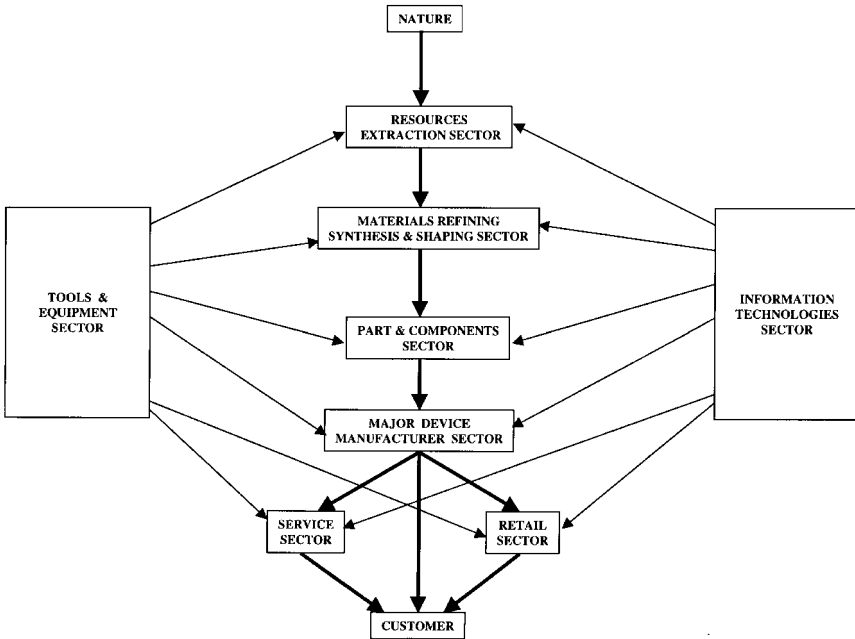 NATURE
RESOURCES
EXTRACTION SECTOR
MATERIALS REFINING
SYNTHESIS & SHAPING SECTOR
TOOLS &
EQUIPMENT
SECTOR
INFORMATION
TECHNOLOGIES
SECTOR
PART & COMPONENTS
SECTOR
MAJOR DEVICE
MANUFACTURER SECTOR
SERVICE
SECTOR
RETAIL
SECTOR
CUSTOMER